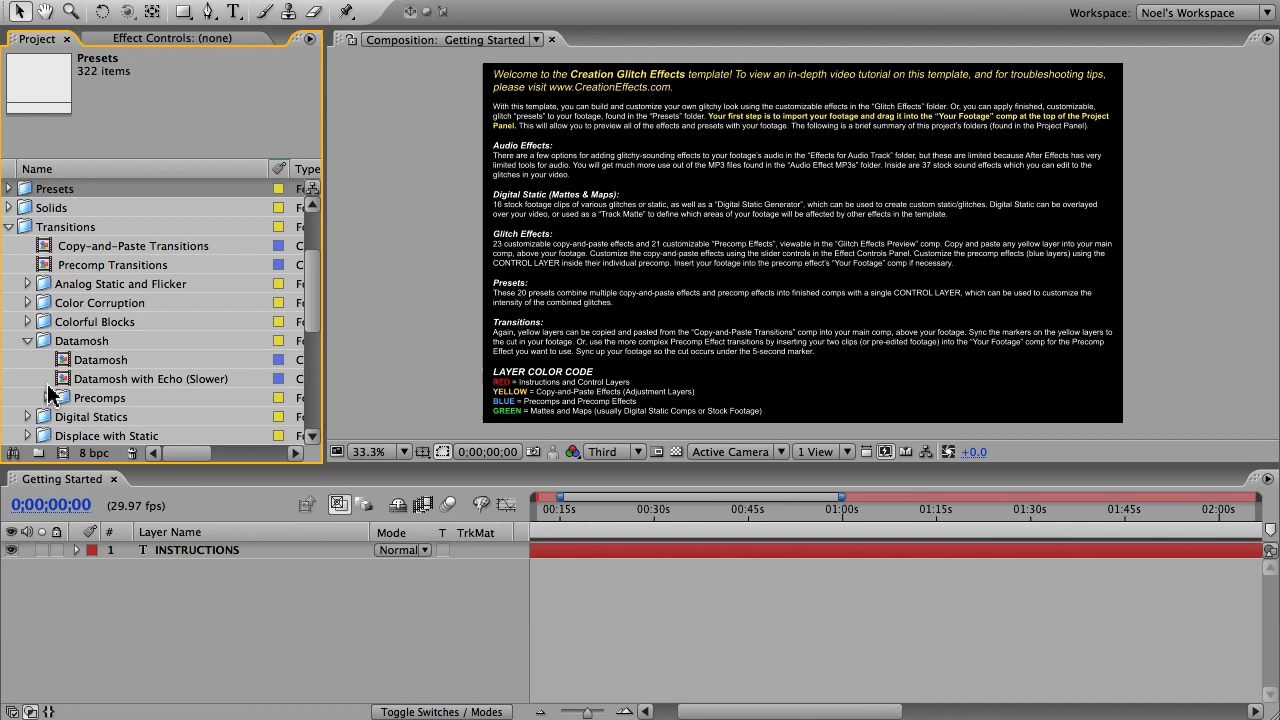 Workspace: Noel's Workspace
Project × Effect Controls: (none)
Composition: Getting Started ×
Presets
322 items
Name Type
Presets Fo
Solids Fo
Transitions Fo
Copy-and-Paste Transitions C
Precomp Transitions C
Analog Static and Flicker Fo
Color Corruption Fo
Colorful Blocks Fo
Datamosh Fo
Datamosh C
Datamosh with Echo (Slower) C
Precomps Fo
Digital Statics Fo
Displace with Static Fo
8 bpc
Welcome to the Creation Glitch Effects template! To view an in-depth video tutorial on this template, and for troubleshooting tips,
please visit www.CreationEffects.com.
With this template, you can build and customize your own glitchy look using the customizable effects in the "Glitch Effects" folder. Or, you can apply finished, customizable,
glitch "presets" to your footage, found in the "Presets" folder. Your first step is to import your footage and drag it into the "Your Footage" comp at the top of the Project
Panel. This will allow you to preview all of the effects and presets with your footage. The following is a brief summary of this project's folders (found in the Project Panel).
Audio Effects:
There are a few options for adding glitchy-sounding effects to your footage's audio in the "Effects for Audio Track" folder, but these are limited because After Effects has very
limited tools for audio. You will get much more use out of the MP3 files found in the "Audio Effect MP3s" folder. Inside are 37 stock sound effects which you can edit to the
glitches in your video.
Digital Static (Mattes & Maps):
16 stock footage clips of various glitches or static, as well as a "Digital Static Generator", which can be used to create custom static/glitches. Digital Static can be overlayed
over your video, or used as a "Track Matte" to define which areas of your footage will be affected by other effects in the template.
Glitch Effects:
23 customizable copy-and-paste effects and 21 customizable "Precomp Effects", viewable in the "Glitch Effects Preview" comp. Copy and paste any yellow layer into your main
comp, above your footage. Customize the copy-and-paste effects using the slider controls in the Effect Controls Panel. Customize the precomp effects (blue layers) using the
CONTROL LAYER inside their individual precomp. Insert your footage into the precomp effect's "Your Footage" comp if necessary.
Presets:
These 20 presets combine multiple copy-and-paste effects and precomp effects into finished comps with a single CONTROL LAYER, which can be used to customize the
intensity of the combined glitches.
Transitions:
Again, yellow layers can be copied and pasted from the "Copy-and-Paste Transitions" comp into your main comp, above your footage. Sync the markers on the yellow layers to
the cut in your footage. Or, use the more complex Precomp Effect transitions by inserting your two clips (or pre-edited footage) into the "Your Footage" comp for the Precomp
Effect you want to use. Sync up your footage so the cut occurs under the 5-second marker.
LAYER COLOR CODE
RED = Instructions and Control Layers
YELLOW = Copy-and-Paste Effects (Adjustment Layers)
BLUE = Precomps and Precomp Effects
GREEN = Mattes and Maps (usually Digital Static Comps or Stock Footage)
33.3% 0;00;00;00 Third Active Camera 1 View +0.0
Getting Started ×
0;00;00;00 (29.97 fps)
00:15s 00:30s 00:45s 01:00s 01:15s 01:30s 01:45s 02:00s
# Layer Name Mode T TrkMat
1 T INSTRUCTIONS Normal
Toggle Switches / Modes